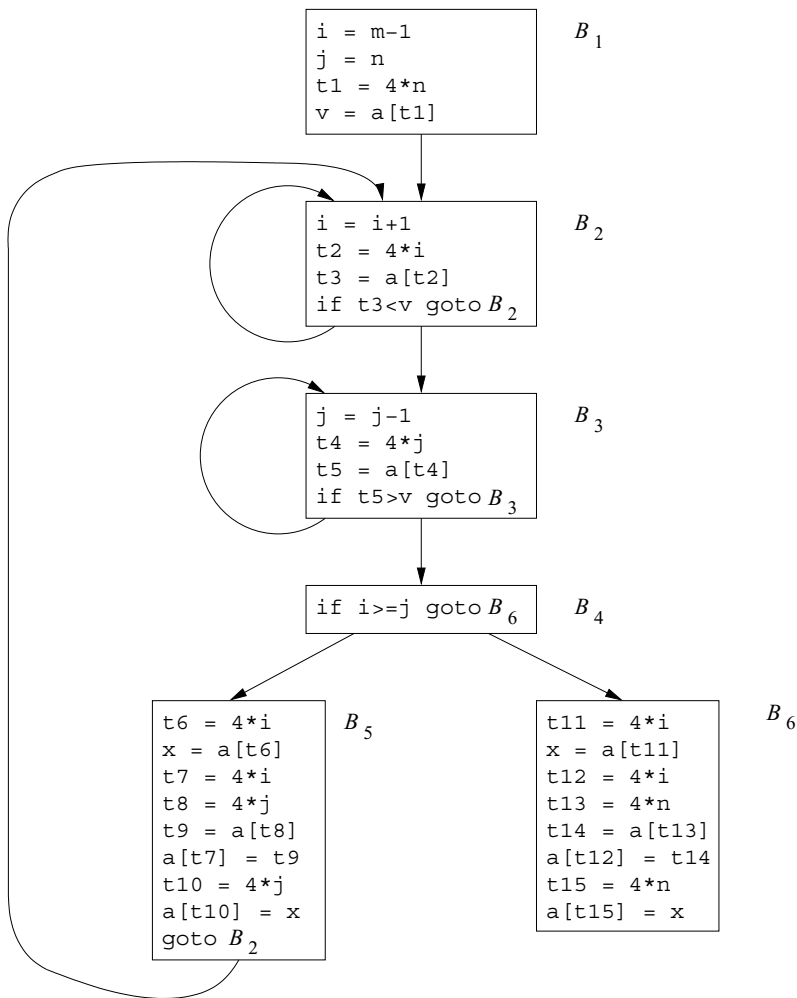 i = m-1
j = n
t1 = 4*n
v = a[t1]
B1
i = i+1
t2 = 4*i
t3 = a[t2]
if t3<v goto B2
B2
j = j-1
t4 = 4*j
t5 = a[t4]
if t5>v goto B3
B3
if i>=j goto B6
B4
t6 = 4*i
x = a[t6]
t7 = 4*i
t8 = 4*j
t9 = a[t8]
a[t7] = t9
t10 = 4*j
a[t10] = x
goto B2
B5
t11 = 4*i
x = a[t11]
t12 = 4*i
t13 = 4*n
t14 = a[t13]
a[t12] = t14
t15 = 4*n
a[t15] = x
B6